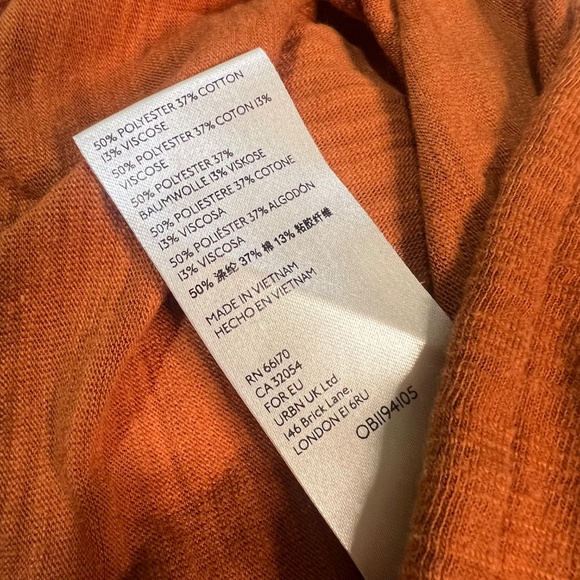 50% POLYESTER 37% COTTON
13% VISCOSE
50% POLYESTER 37% COTON 13%
VISCOSE
50% POLYESTER 37%
BAUMWOLLE 13% VISKOSE
50% POLIESTERE 37% COTONE
13% VISCOSA
50% POLIÉSTER 37% ALGODÓN
13% VISCOSA
50% 涤纶 37% 棉 13% 粘胶纤维
MADE IN VIETNAM
HECHO EN VIETNAM
RN 66170
CA 32054
FOR EU
URBN UK Ltd
146 Brick Lane,
LONDON E1 6RU
OB1194105